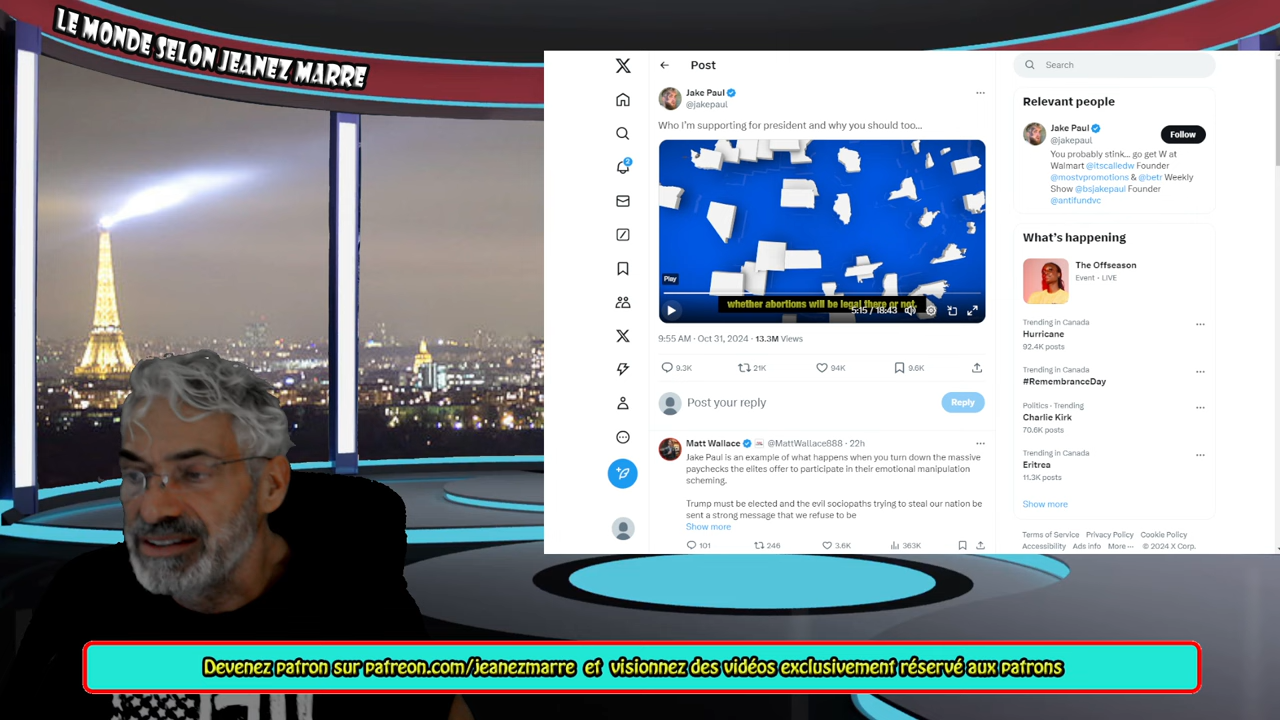 LE MONDE SELON JEANEZ MARRE
Post
Search
Jake Paul
@jakepaul
Who I'm supporting for president and why you should too...
Play
whether abortions will be legal there or not.
5:15 / 18:43
9:55 AM · Oct 31, 2024 · 13.3M Views
9.3K
21K
94K
9.6K
Post your reply
Reply
Matt Wallace @MattWallace888 · 22h
Jake Paul is an example of what happens when you turn down the massive
paychecks the elites offer to participate in their emotional manipulation
scheming.
Trump must be elected and the evil sociopaths trying to steal our nation be
sent a strong message that we refuse to be
Show more
101
246
3.6K
363K
2
Relevant people
Jake Paul
@jakepaul
Follow
You probably stink... go get W at
Walmart @itscalledw Founder
@mostvpromotions & @betr Weekly
Show @bsjakepaul Founder
@antifundvc
What's happening
The Offseason
Event · LIVE
Trending in Canada
Hurricane
92.4K posts
Trending in Canada
#RemembranceDay
Politics · Trending
Charlie Kirk
70.6K posts
Trending in Canada
Eritrea
11.3K posts
Show more
Terms of Service Privacy Policy Cookie Policy
Accessibility Ads info More ··· © 2024 X Corp.
Devenez patron sur patreon.com/jeanezmarre et visionnez des vidéos exclusivement réservé aux patrons